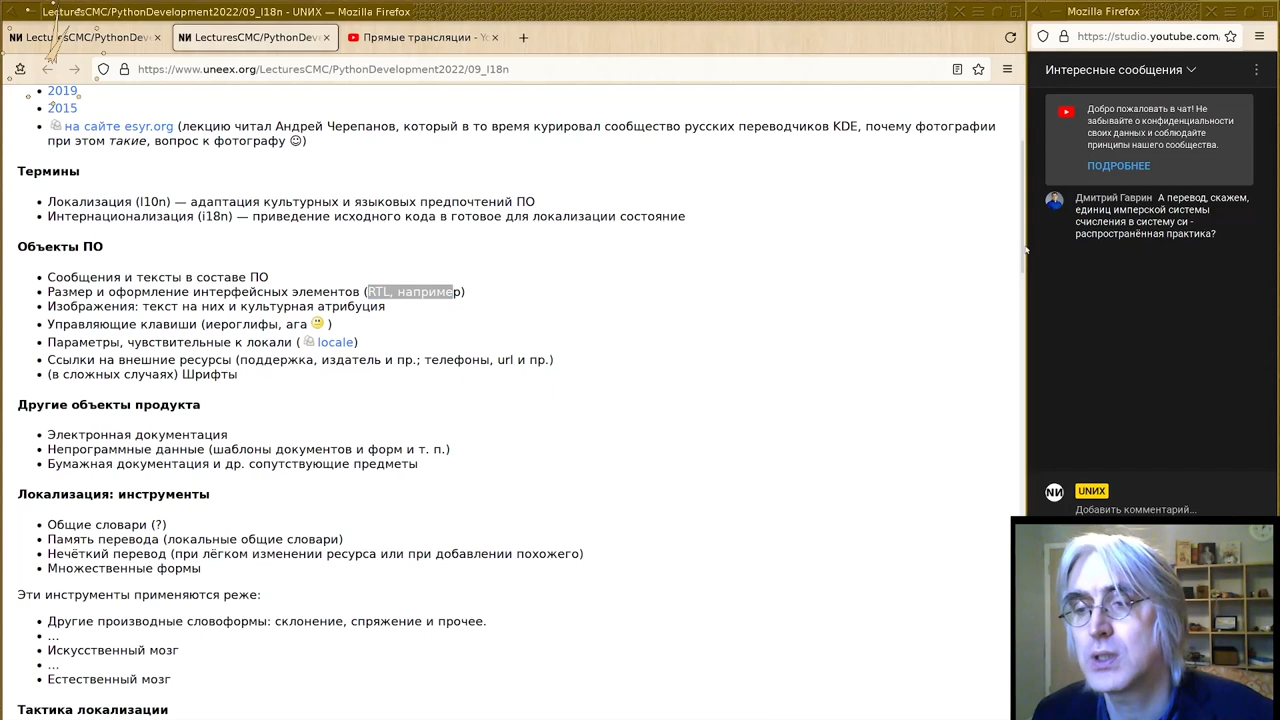 LecturesCMC/PythonDevelopment2022/09_I18n - UNИX — Mozilla Firefox
LecturesCMC/PythonDev
LecturesCMC/PythonDev
Прямые трансляции - Yo
https://www.uneex.org/LecturesCMC/PythonDevelopment2022/09_I18n
2019
2015
на сайте esyr.org (лекцию читал Андрей Черепанов, который в то время курировал сообщество русских переводчиков KDE, почему фотографии
при этом такие, вопрос к фотографу ☺)
Термины
Локализация (l10n) — адаптация культурных и языковых предпочтений ПО
Интернационализация (i18n) — приведение исходного кода в готовое для локализации состояние
Объекты ПО
Сообщения и тексты в составе ПО
Размер и оформление интерфейсных элементов (RTL, например)
Изображения: текст на них и культурная атрибуция
Управляющие клавиши (иероглифы, ага )
Параметры, чувствительные к локали ( locale)
Ссылки на внешние ресурсы (поддержка, издатель и пр.; телефоны, url и пр.)
(в сложных случаях) Шрифты
Другие объекты продукта
Электронная документация
Непрограммные данные (шаблоны документов и форм и т. п.)
Бумажная документация и др. сопутствующие предметы
Локализация: инструменты
Общие словари (?)
Память перевода (локальные общие словари)
Нечёткий перевод (при лёгком изменении ресурса или при добавлении похожего)
Множественные формы
Эти инструменты применяются реже:
Другие производные словоформы: склонение, спряжение и прочее.
...
Искусственный мозг
...
Естественный мозг
Тактика локализации
Mozilla Firefox
https://studio.youtube.com/
Интересные сообщения
Добро пожаловать в чат! Не
забывайте о конфиденциальности
своих данных и соблюдайте
принципы нашего сообщества.
ПОДРОБНЕЕ
Дмитрий Гаврин А перевод, скажем,
единиц имперской системы
счисления в систему си -
распространённая практика?
NИ
UNИX
Добавить комментарий...